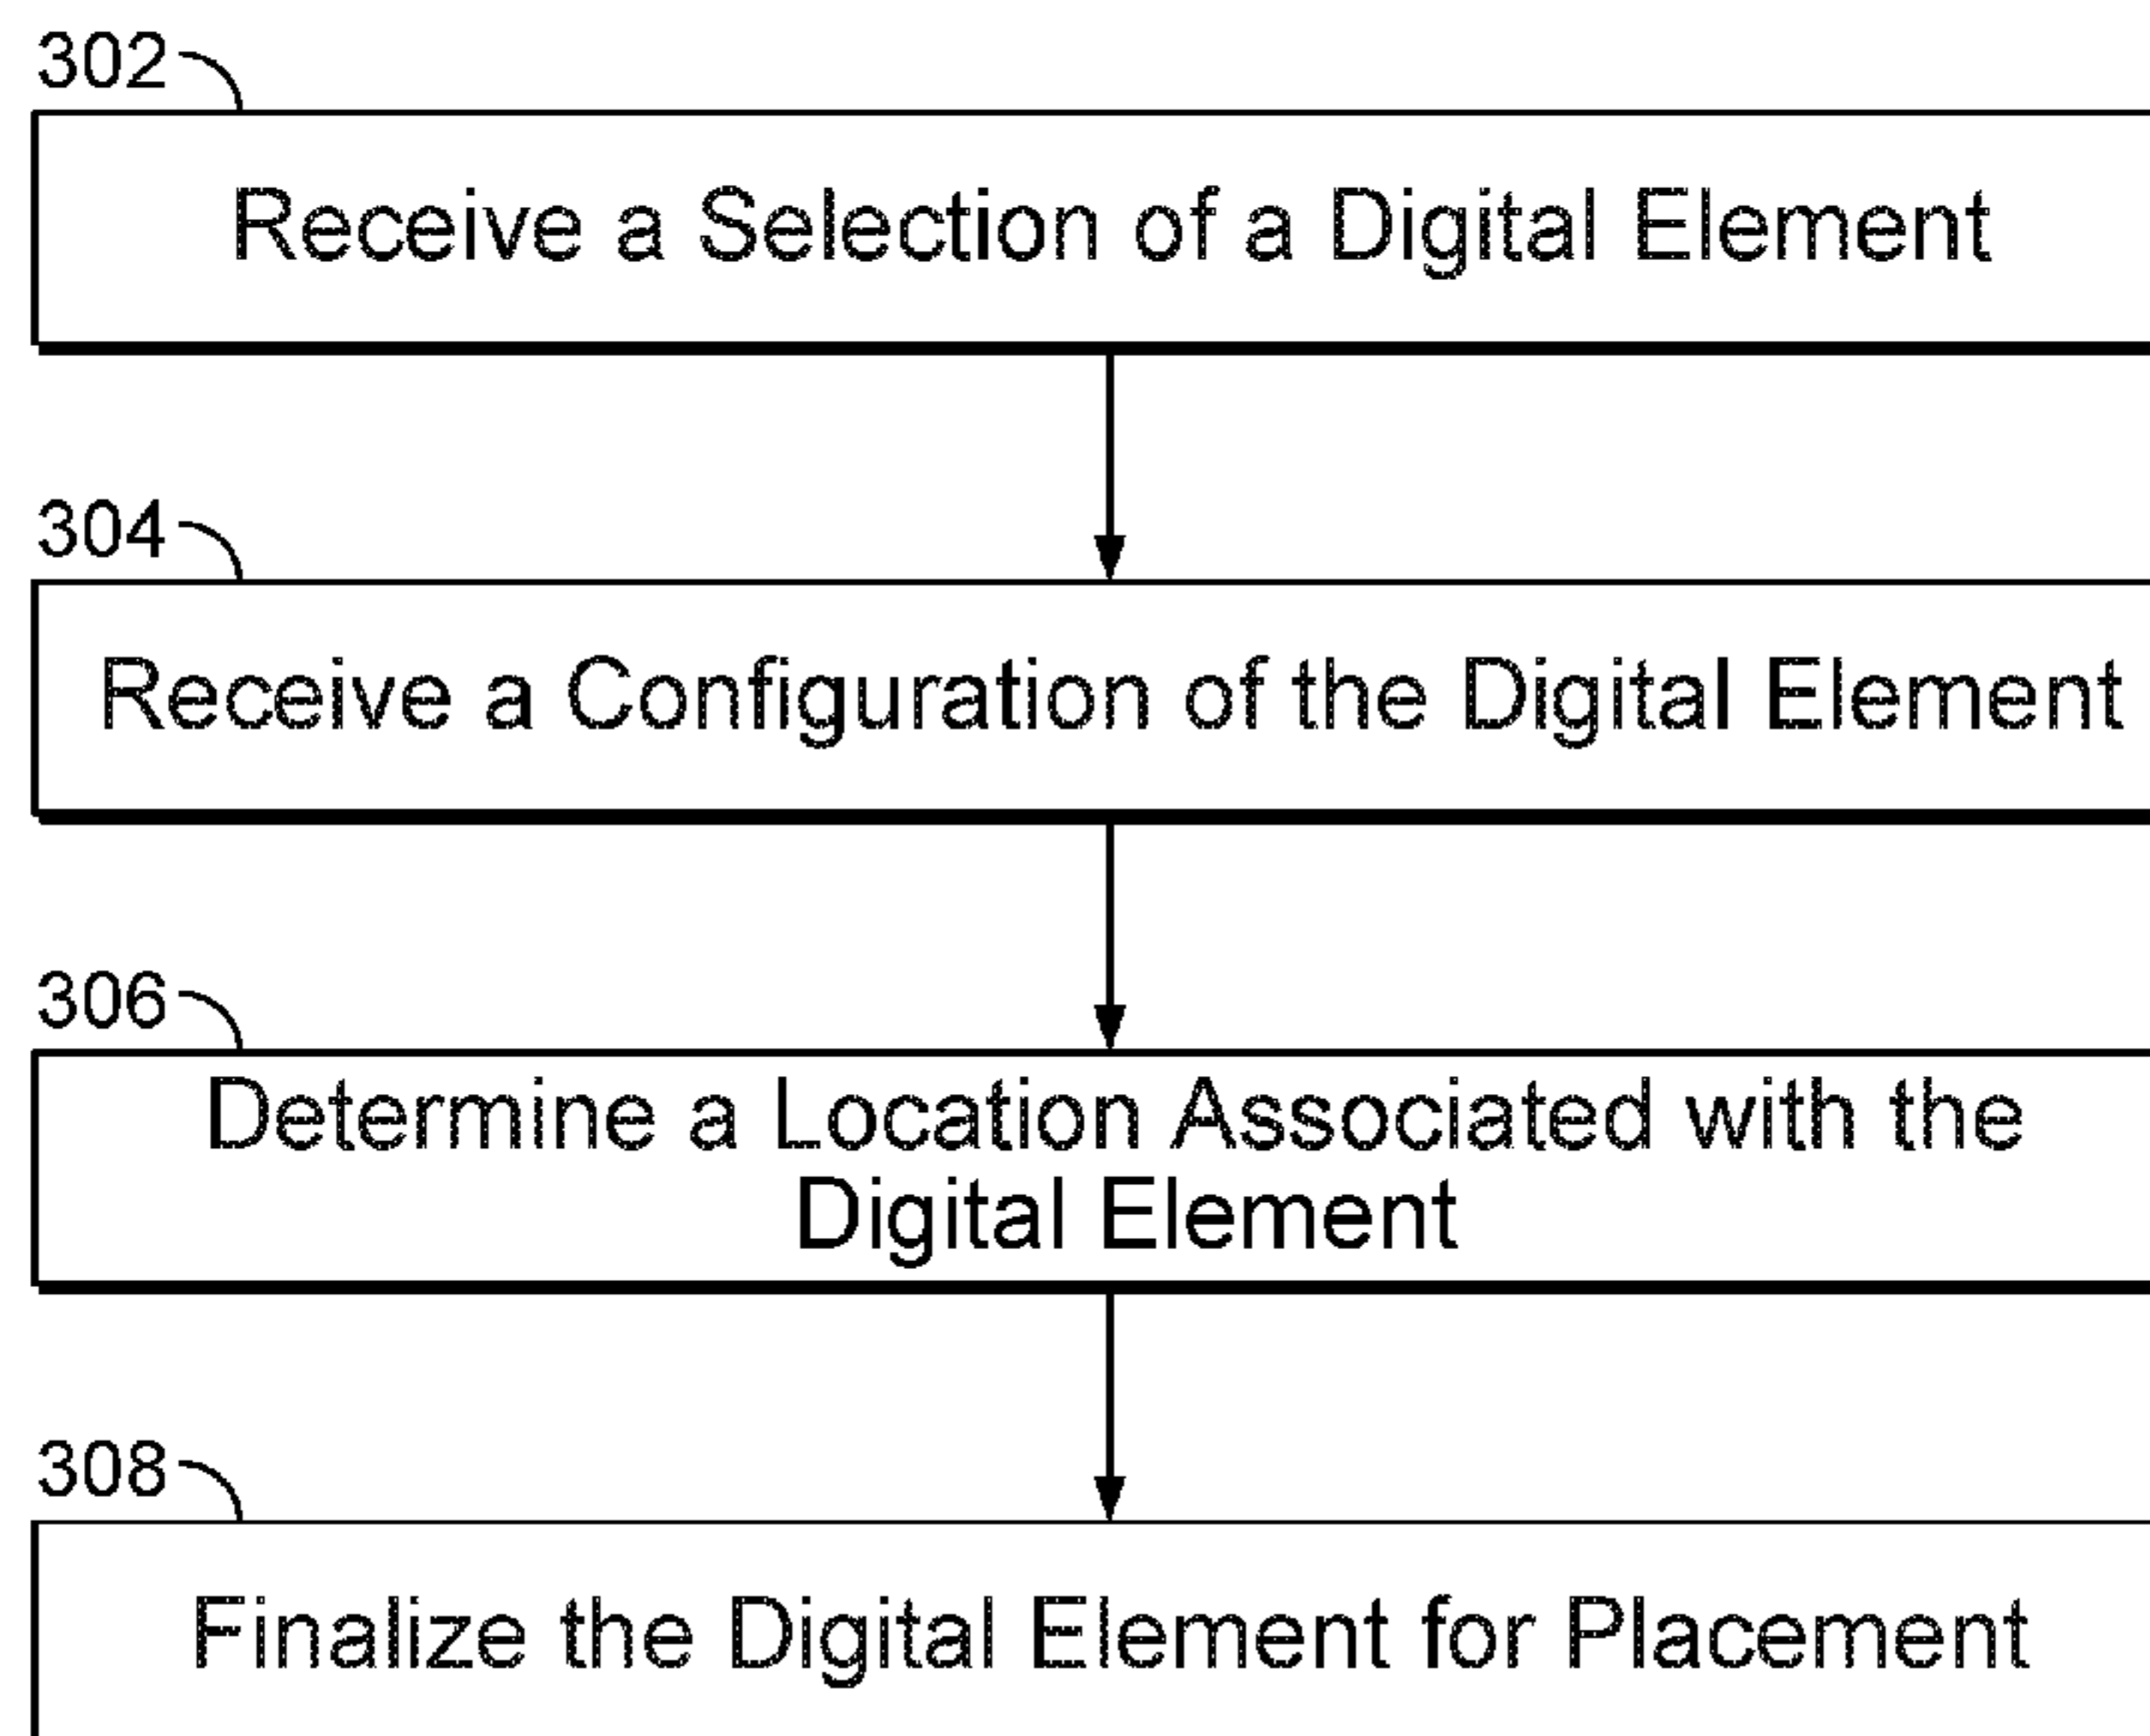 302
Receive a Selection of a Digital Element
304
Receive a Configuration of the Digital Element
306
Determine a Location Associated with the
Digital Element
308
Finalize the Digital Element for Placement